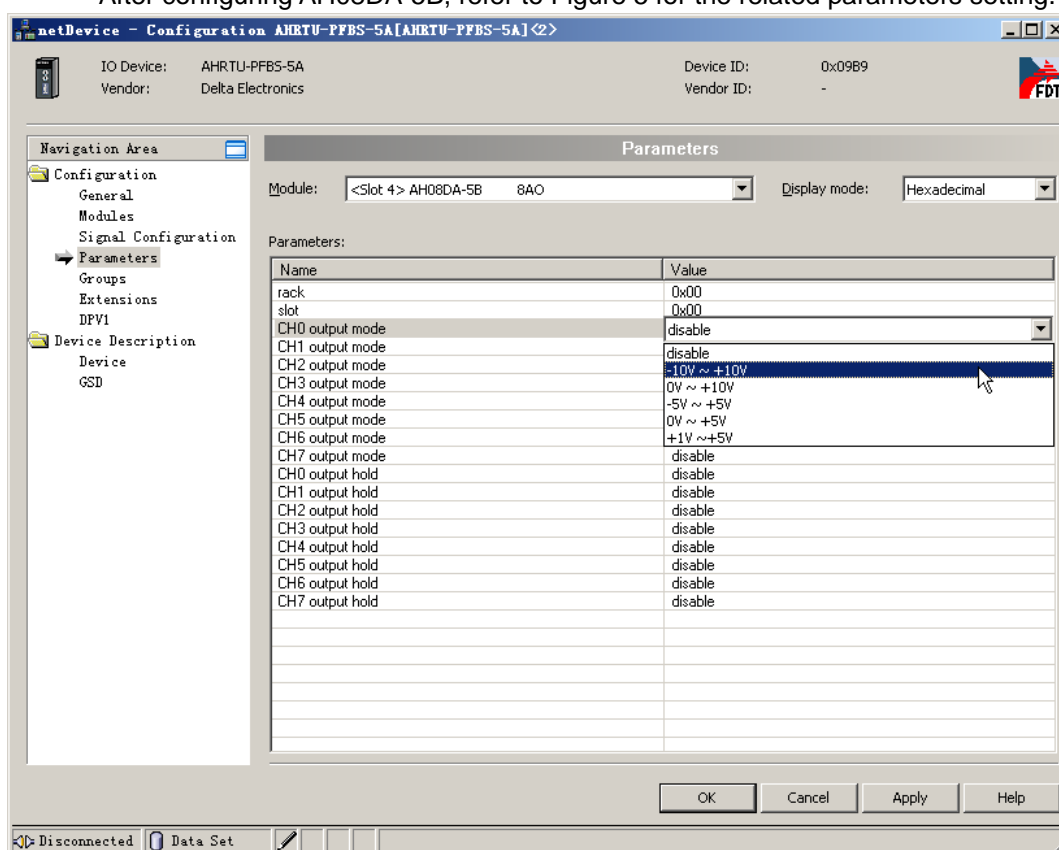 After configuring AH08DA-5B, refer to Figure 8 for the related parameters setting.
netDevice - Configuration AHRTU-PFBS-5A[AHRTU-PFBS-5A]<2>
IO Device: AHRTU-PFBS-5A Device ID: 0x09B9
Vendor: Delta Electronics Vendor ID: -
FDT
Navigation Area
Configuration
General
Modules
Signal Configuration
Parameters
Groups
Extensions
DPV1
Device Description
Device
GSD
Parameters
Module: <Slot 4> AH08DA-5B 8AO Display mode: Hexadecimal
Parameters:
Name Value
rack 0x00
slot 0x00
CH0 output mode disable
CH1 output mode
CH2 output mode
CH3 output mode
CH4 output mode
CH5 output mode
CH6 output mode
disable
-10V ~ +10V
0V ~ +10V
-5V ~ +5V
0V ~ +5V
+1V ~+5V
CH7 output mode disable
CH0 output hold disable
CH1 output hold disable
CH2 output hold disable
CH3 output hold disable
CH4 output hold disable
CH5 output hold disable
CH6 output hold disable
CH7 output hold disable
OK Cancel Apply Help
Disconnected Data Set